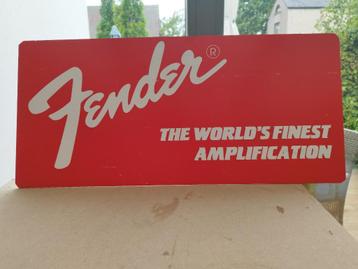 Fender®
THE WORLD'S FINEST
AMPLIFICATION